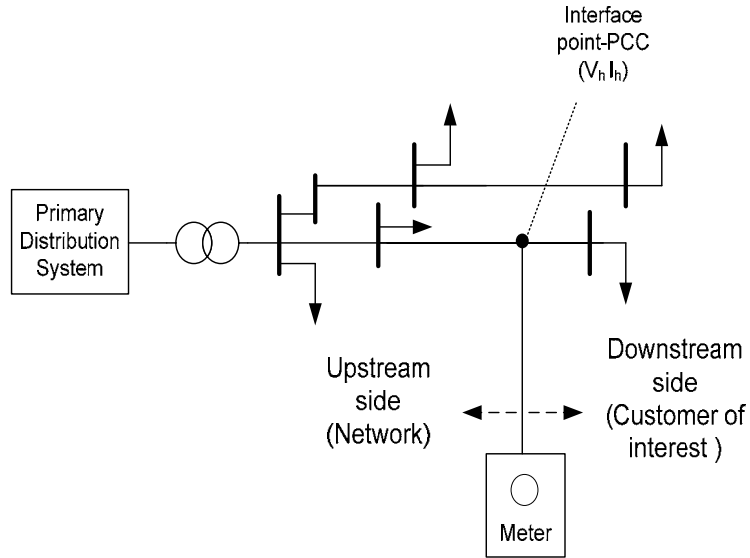 Interface
point-PCC
(Vh Ih)
Primary
Distribution
System
Upstream
side
(Network)
Downstream
side
(Customer of
interest )
Meter